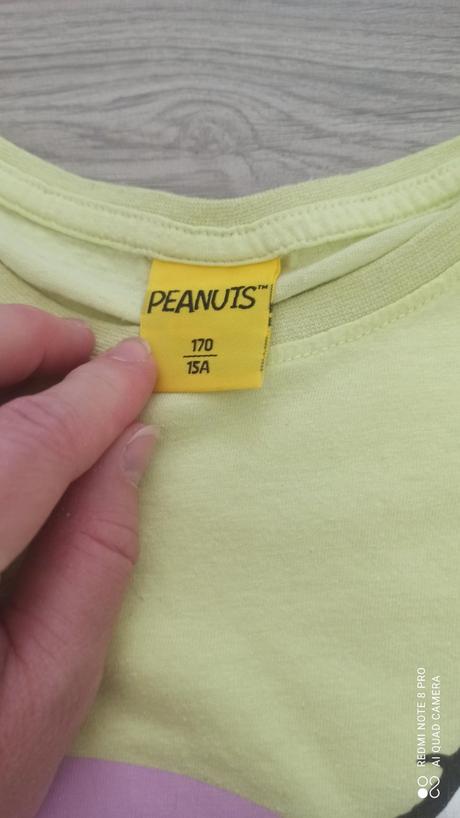 PEANUTS™
170
15A
REDMI NOTE 8 PRO
AI QUAD CAMERA